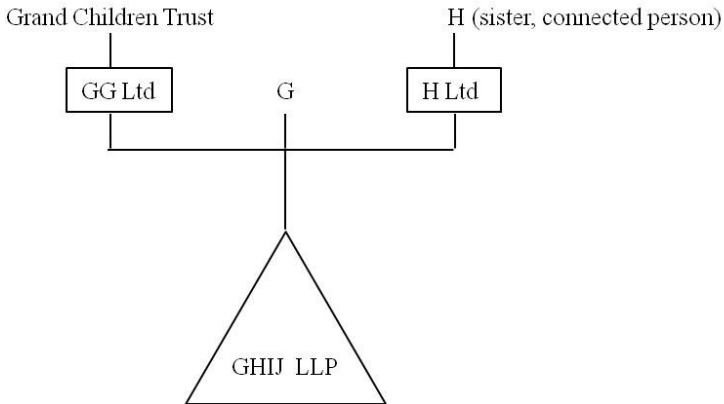 Grand Children Trust
H (sister, connected person)
GG Ltd
G
H Ltd
GHIJ LLP